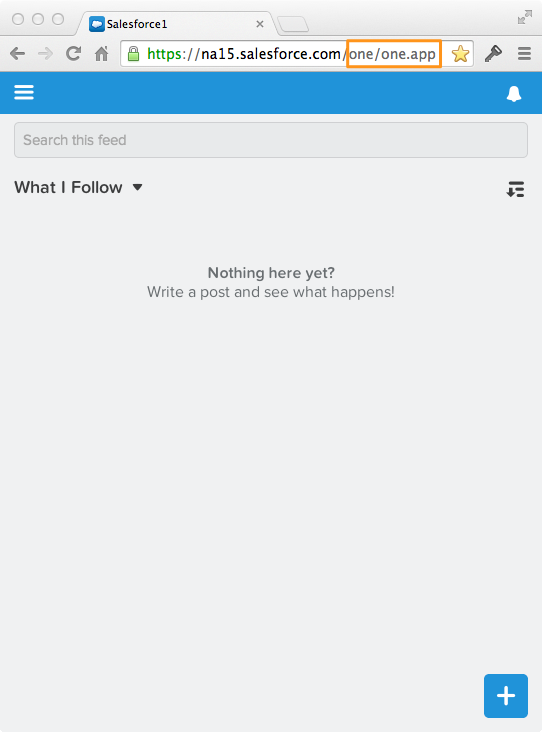 Salesforce1
https://na15.salesforce.com/one/one.app
Search this feed
What I Follow
Nothing here yet?
Write a post and see what happens!